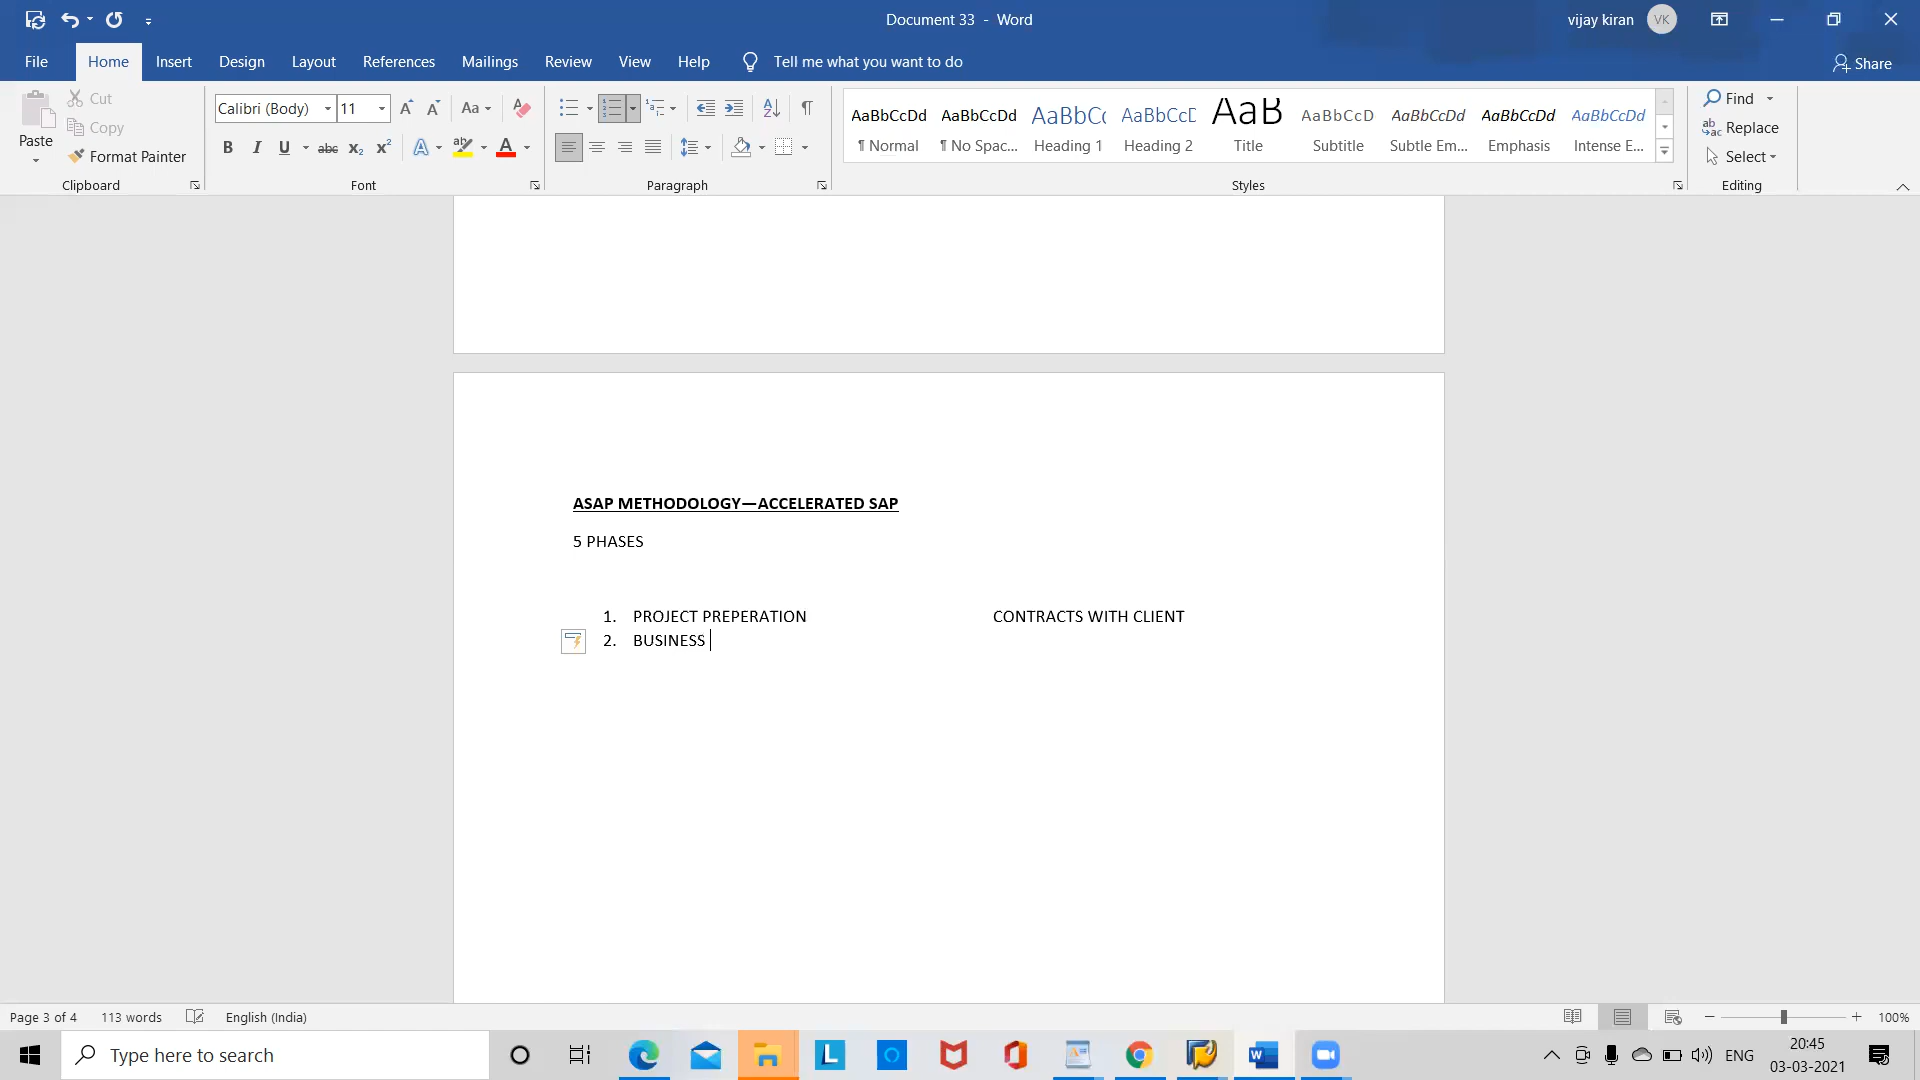 Document 33 - Word
vijay kiran VK
File Home Insert Design Layout References Mailings Review View Help Tell me what you want to do Share
Paste Cut Copy Format Painter Clipboard
Calibri (Body) 11 Font
Paragraph
AaBbCcDd AaBbCcDd AaBbC AaBbCcD AaB AaBbCcD AaBbCcDd AaBbCcDd AaBbCcDd
¶ Normal ¶ No Spac... Heading 1 Heading 2 Title Subtitle Subtle Em... Emphasis Intense E...
Styles
Find
Replace
Select
Editing
ASAP METHODOLOGY—ACCELERATED SAP
5 PHASES
1. PROJECT PREPERATION CONTRACTS WITH CLIENT
2. BUSINESS
Page 3 of 4 113 words English (India) 100%
Type here to search
ENG
20:45
03-03-2021